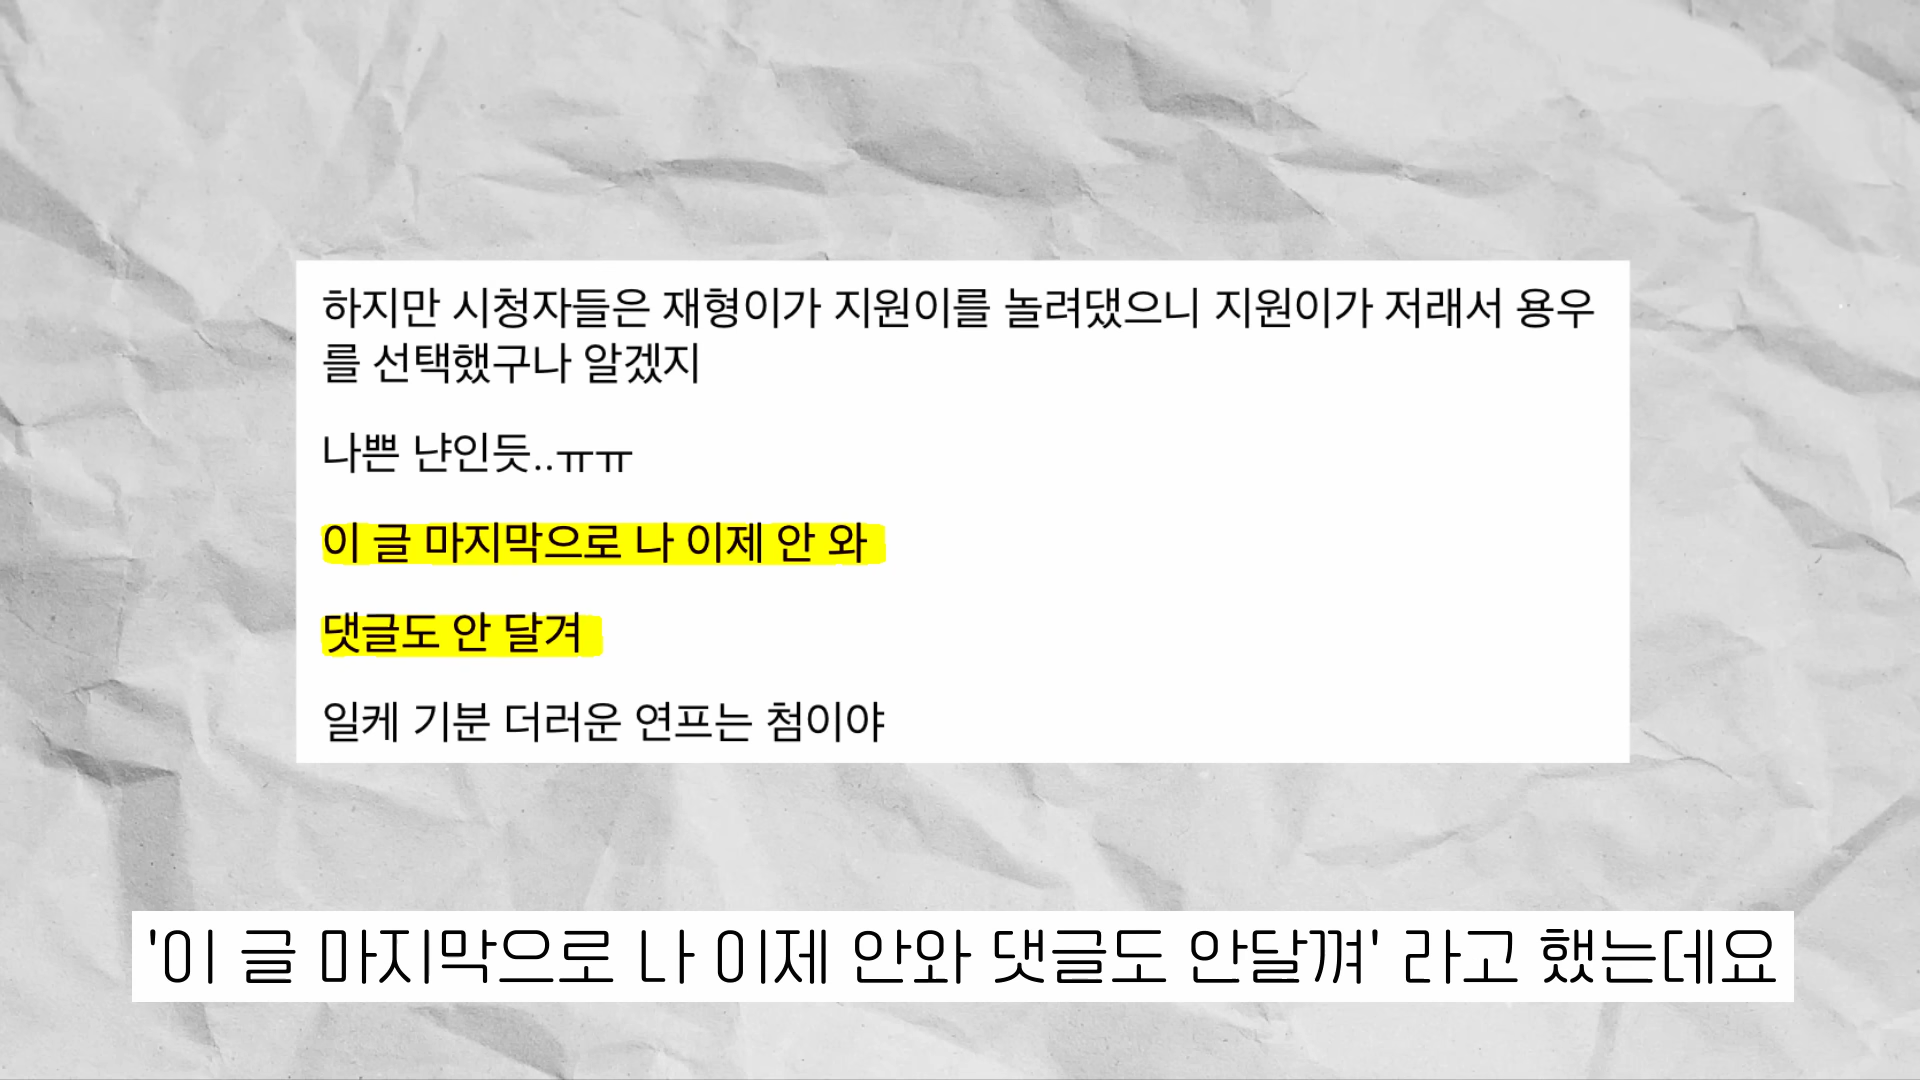 하지만 시청자들은 재형이가 지원이를 놀려댔으니 지원이가 저래서 용우
를 선택했구나 알겠지
나쁜 냔인듯..ㅠㅠ
이 글 마지막으로 나 이제 안 와
댓글도 안 달겨
일케 기분 더러운 연프는 첨이야
'이 글 마지막으로 나 이제 안와 댓글도 안달껴' 라고 했는데요